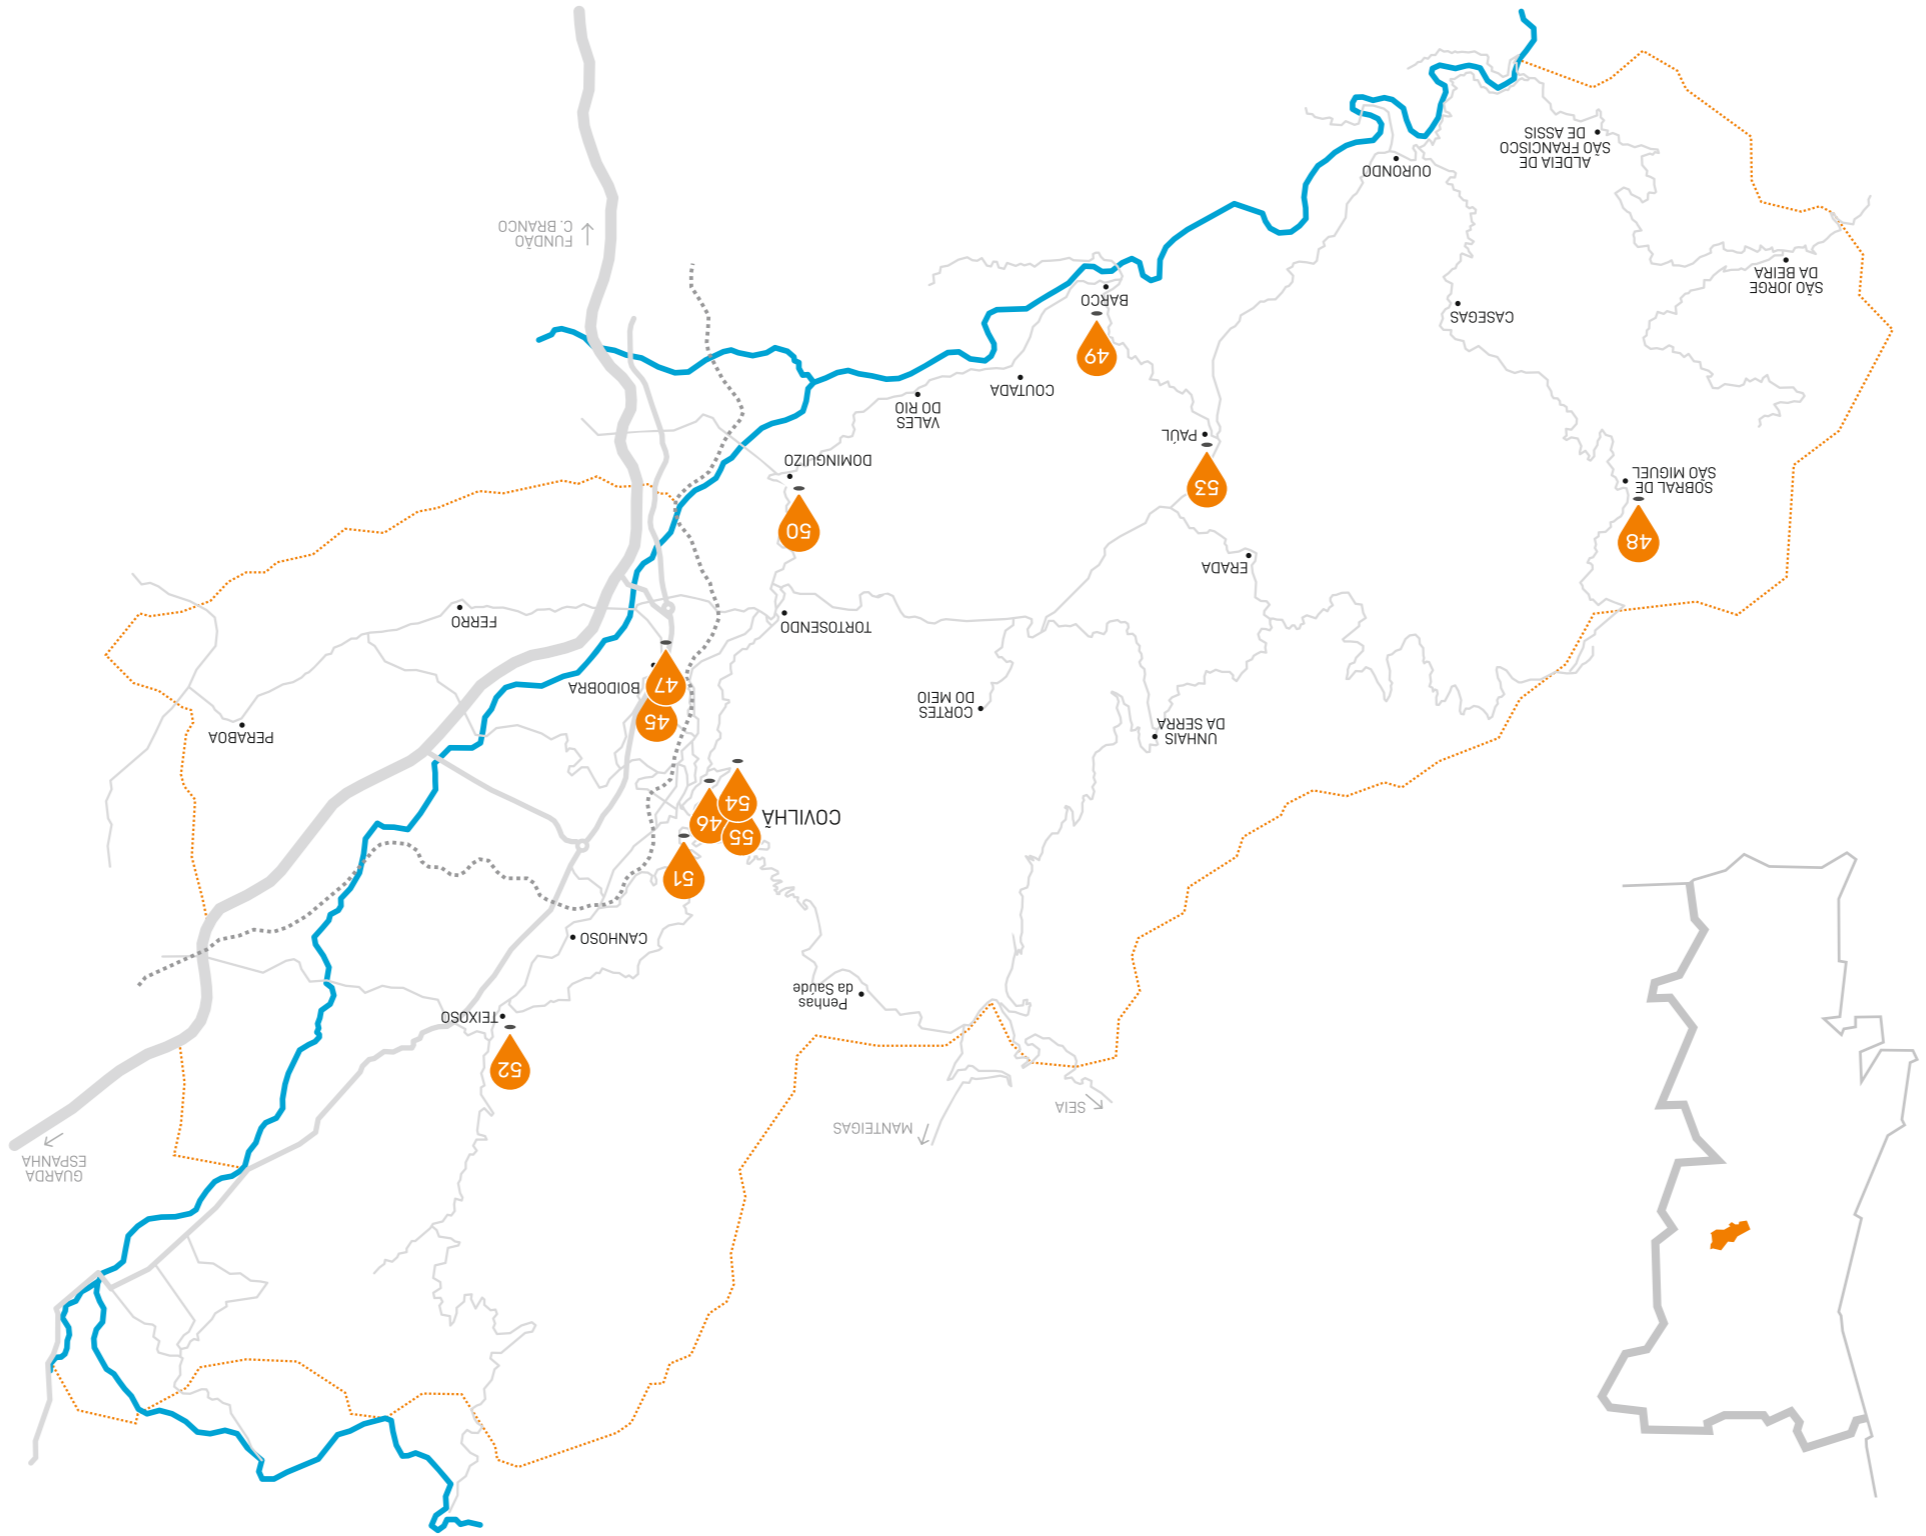 GUARDA
ESPANHA
MANTEIGAS
SEIA
52
TEIXOSO
Penhas
da Saúde
CANHOSO
51
55
46
COVILHÃ
54
UNHAIS
DA SERRA
PERABOA
45
CORTES
DO MEIO
BOIDOBRA
47
TORTOSENDO
FERRO
ERADA
48
50
SOBRAL DE
SÃO MIGUEL
53
DOMINGUIZO
PAÚL
VALES
DO RIO
COUTADA
49
CASEGAS
BARCO
SÃO JORGE
DA BEIRA
FUNDÃO
C. BRANCO
OURONDO
ALDEIA DE
SÃO FRANCISCO
DE ASSIS